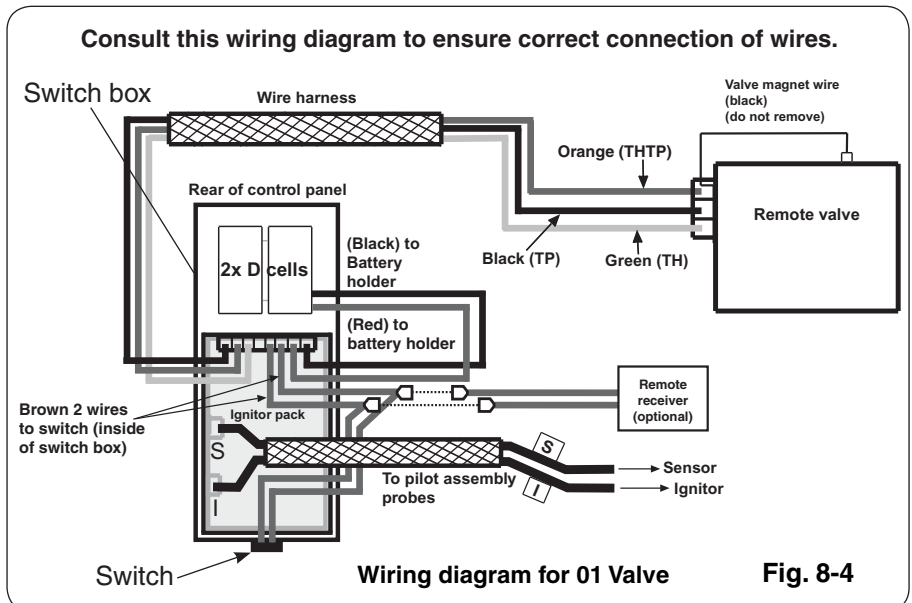 Consult this wiring diagram to ensure correct connection of wires.
Switch box
Wire harness
Valve magnet wire
(black)
(do not remove)
Orange (THTP)
Rear of control panel
Remote valve
(Black) to
Battery
holder
2x D cells
Black (TP)
Green (TH)
(Red) to
battery holder
Remote
receiver
(optional)
Brown 2 wires
to switch (inside
of switch box)
Ignitor pack
S
I
S
I
To pilot assembly
probes
Sensor
Ignitor
Switch
Wiring diagram for 01 Valve
Fig. 8-4